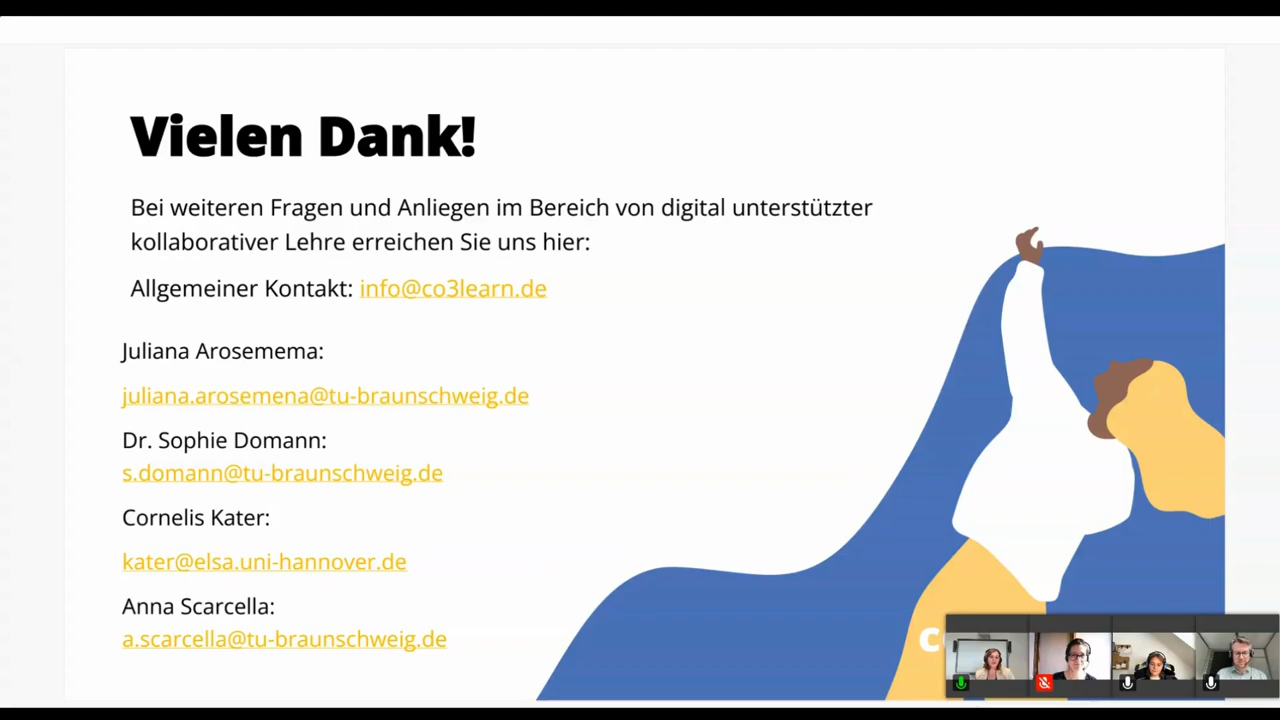 Vielen Dank!
Bei weiteren Fragen und Anliegen im Bereich von digital unterstützter
kollaborativer Lehre erreichen Sie uns hier:
Allgemeiner Kontakt: info@co3learn.de
Juliana Arosemema:
juliana.arosemena@tu-braunschweig.de
Dr. Sophie Domann:
s.domann@tu-braunschweig.de
Cornelis Kater:
kater@elsa.uni-hannover.de
Anna Scarcella:
a.scarcella@tu-braunschweig.de